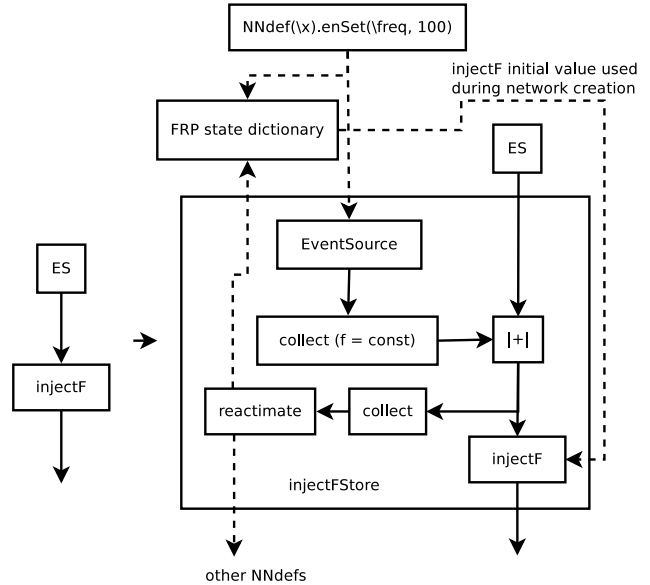 NNdef(\x).enSet(\freq, 100)
injectF initial value used
during network creation
FRP state dictionary
ES
EventSource
ES
collect (f = const)
|+|
injectF
reactimate
collect
injectF
injectFStore
other NNdefs